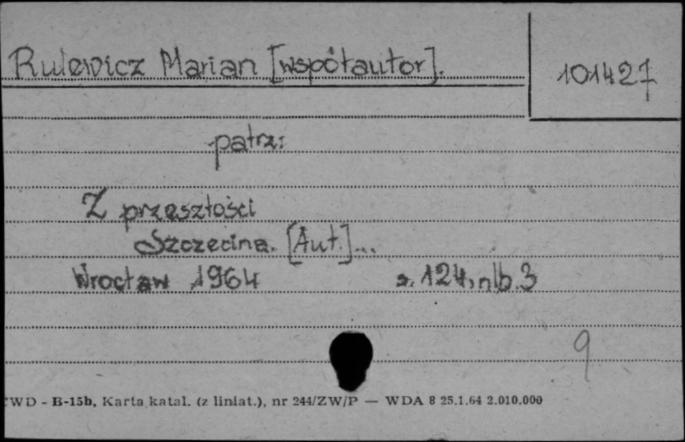 Rulewicz Marian [współautor].
101427
patrz:
Z przeszłości
Szczecina. [Aut.]...
Wrocław 1964 s. 124, nlb. 3
9
WD - B-15b, Karta katal. (z liniat.), nr 244/ZW/P — WDA 8 25.1.64 2.010.000